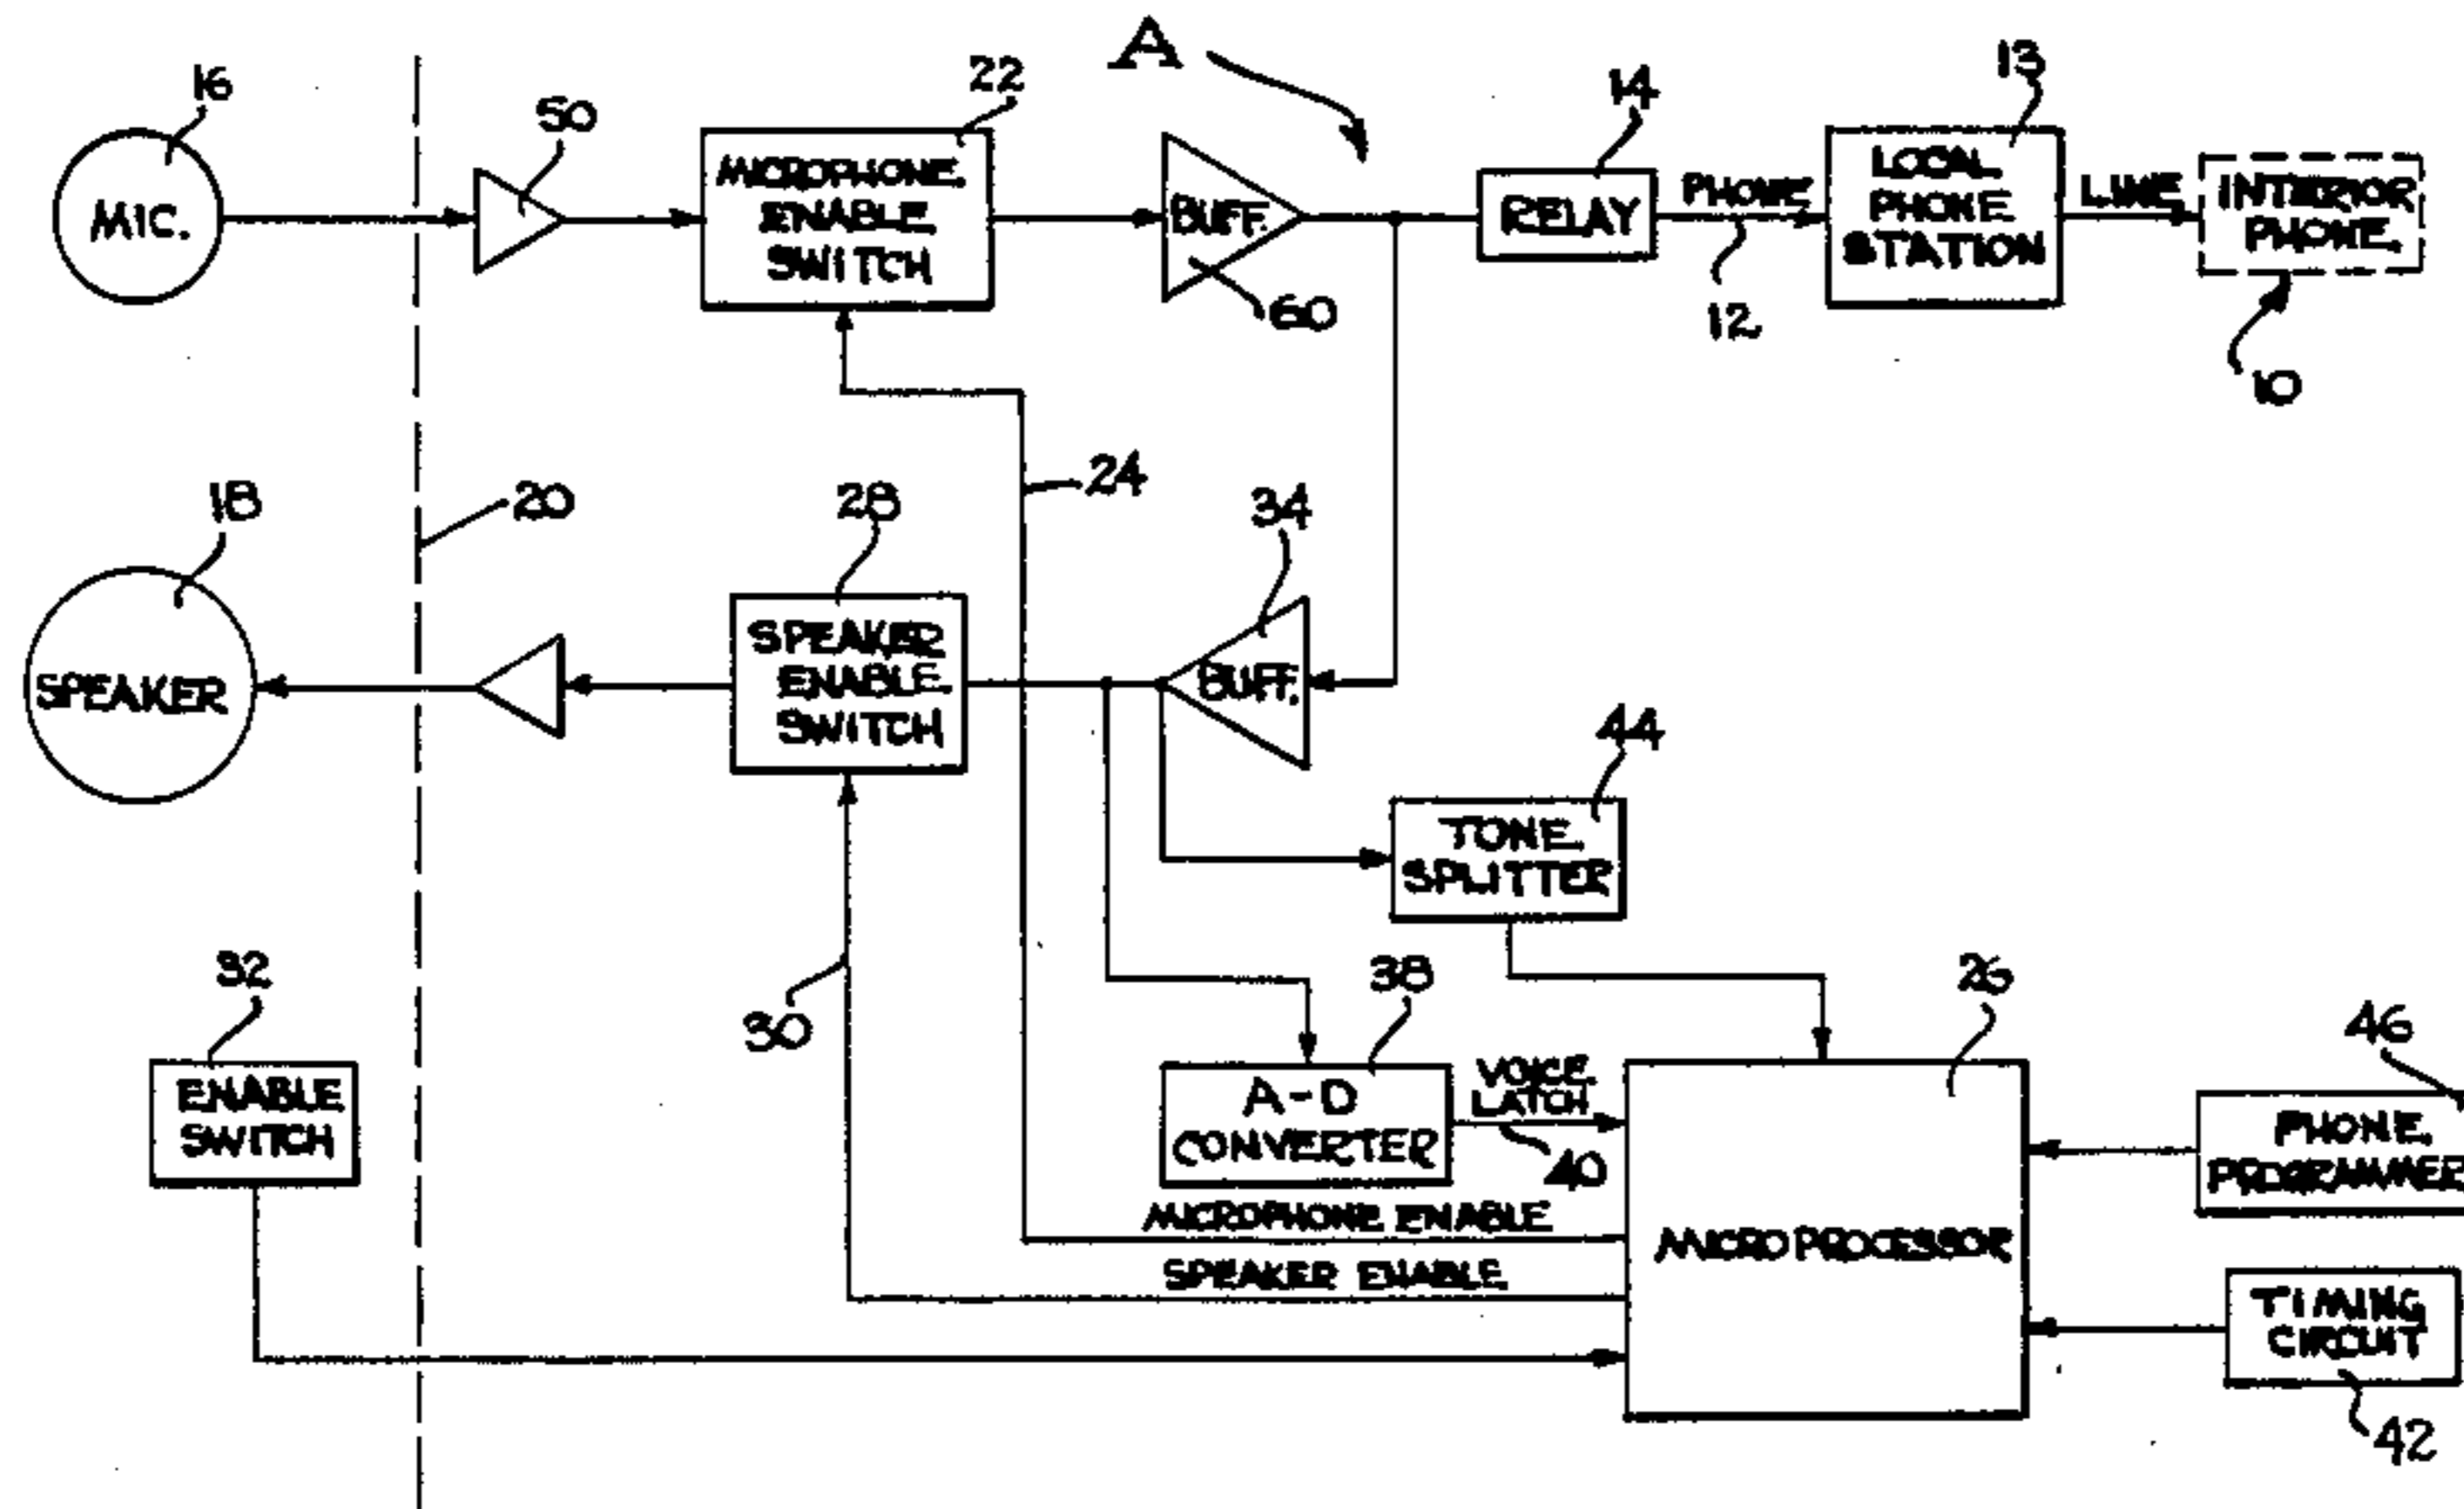 A
16
50
22
14
13
MIC.
MICROPHONE
ENABLE
SWITCH
BUFF.
RELAY
PHONE
LOCAL
PHONE
STATION
LINE
INTERIOR
PHONE
60
12
10
18
20
28
24
34
SPEAKER
SPEAKER
ENABLE
SWITCH
BUFF.
44
TONE
SPLITTER
32
30
38
26
46
ENABLE
SWITCH
A-D
CONVERTER
VOICE
LATCH
40
PHONE
PROGRAMMER
MICROPHONE ENABLE
SPEAKER ENABLE
MICROPROCESSOR
TIMING
CIRCUIT
42